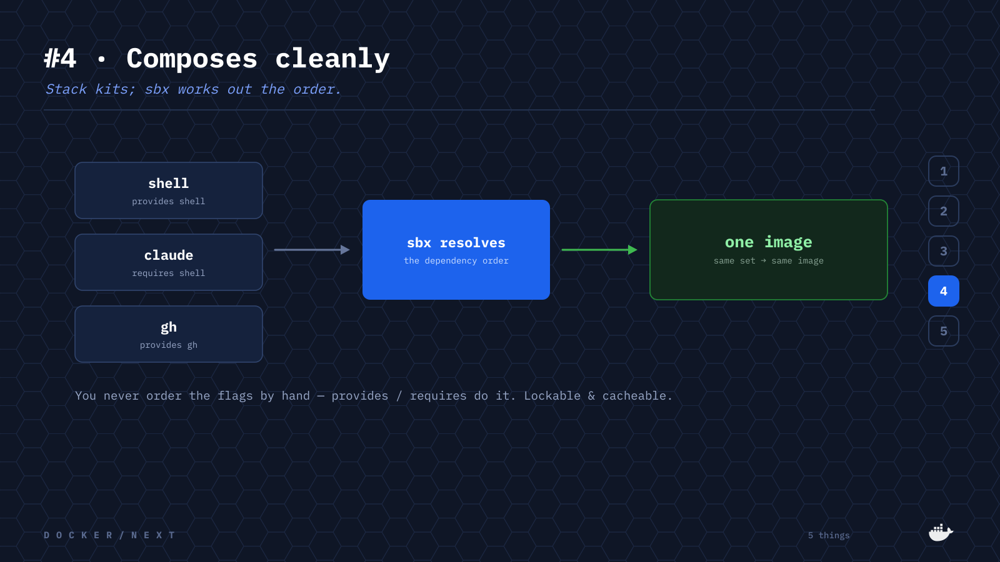 #4 · Composes cleanly
Stack kits; sbx works out the order.
shell
provides shell
claude
requires shell
gh
provides gh
sbx resolves
the dependency order
one image
same set → same image
1
2
3
4
5
You never order the flags by hand — provides / requires do it. Lockable & cacheable.
DOCKER/NEXT
5 things